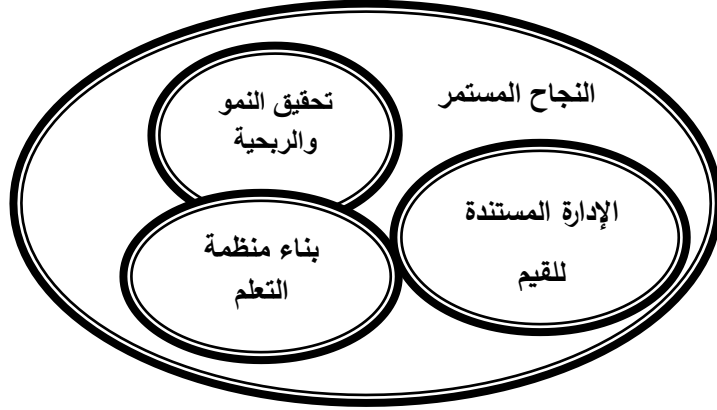 النجاح المستمر
تحقيق النمو
والربحية
الإدارة المستندة
للقيم
بناء منظمة
التعلم